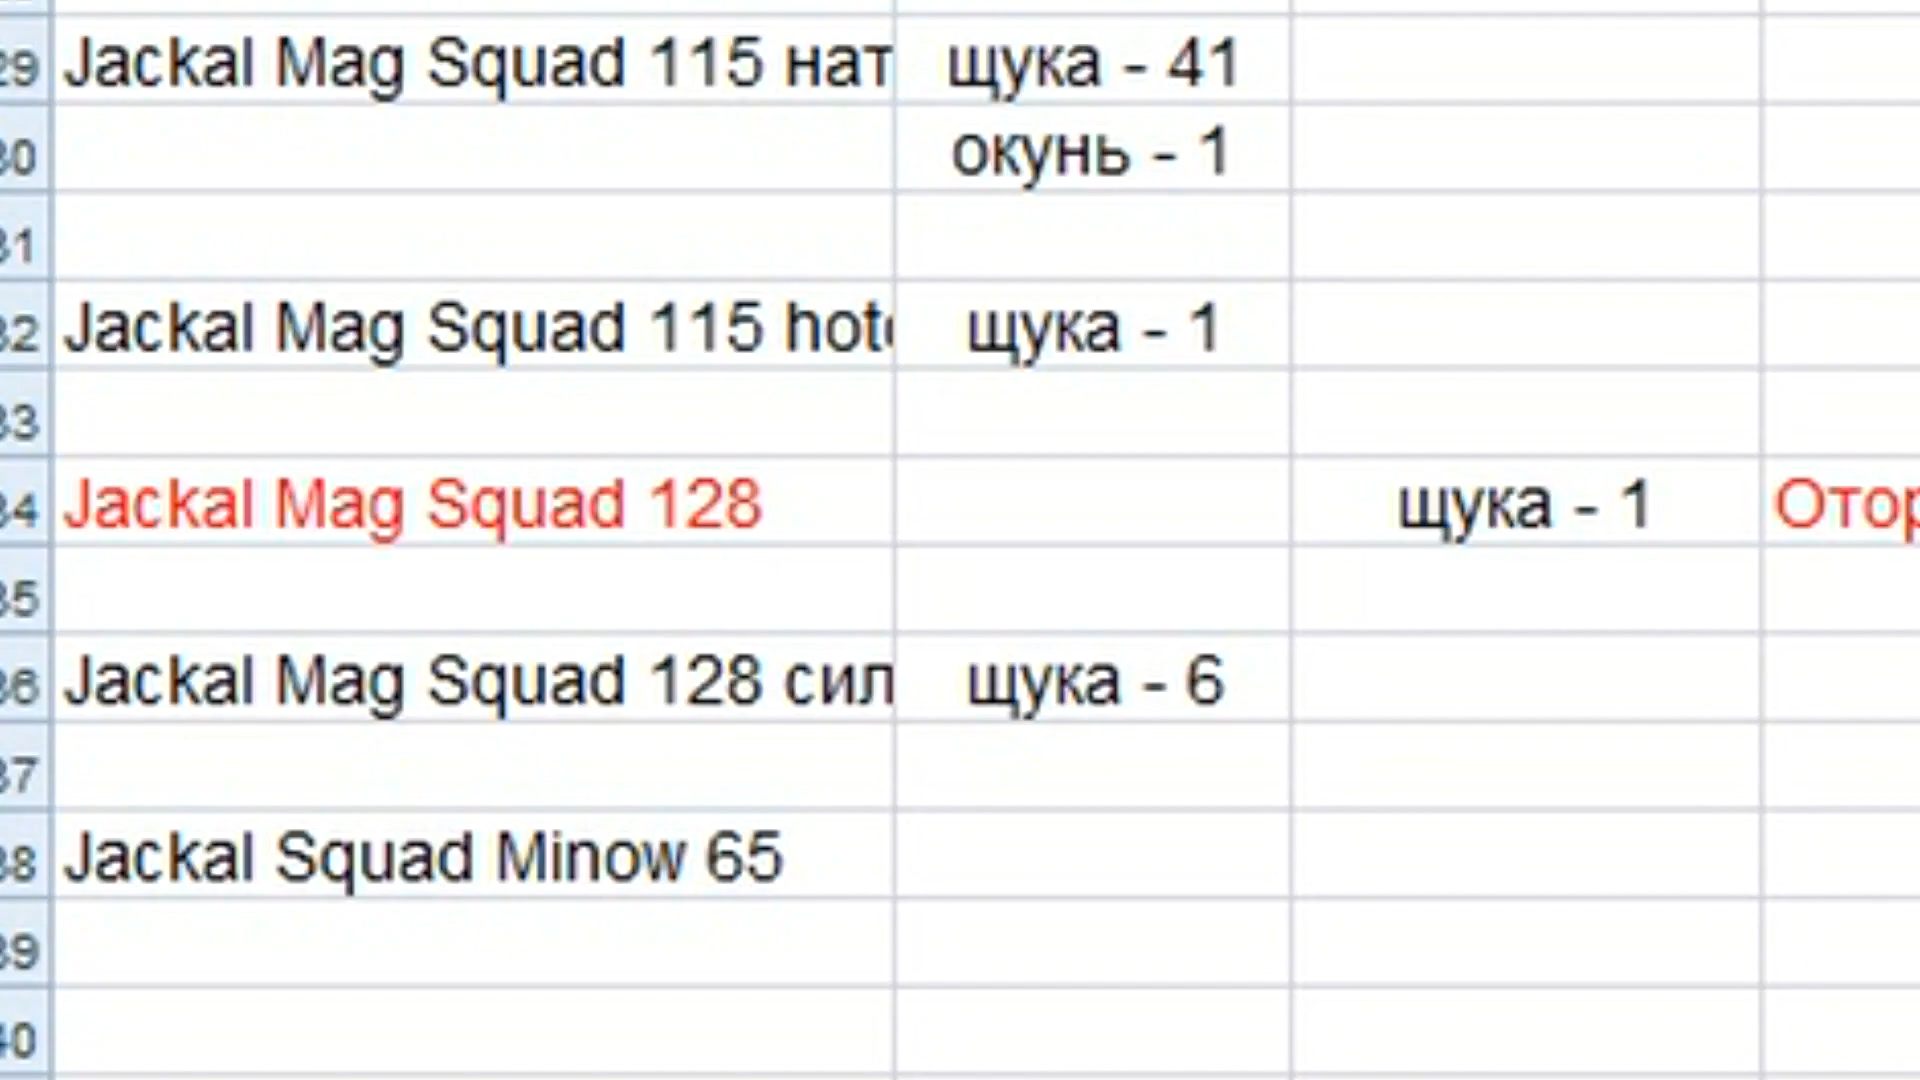 29 Jackal Mag Squad 115 нат щука - 41
30 окунь - 1
31
32 Jackal Mag Squad 115 hot щука - 1
33
34 Jackal Mag Squad 128 щука - 1 Отор
35
36 Jackal Mag Squad 128 сил щука - 6
37
38 Jackal Squad Minow 65
39
40